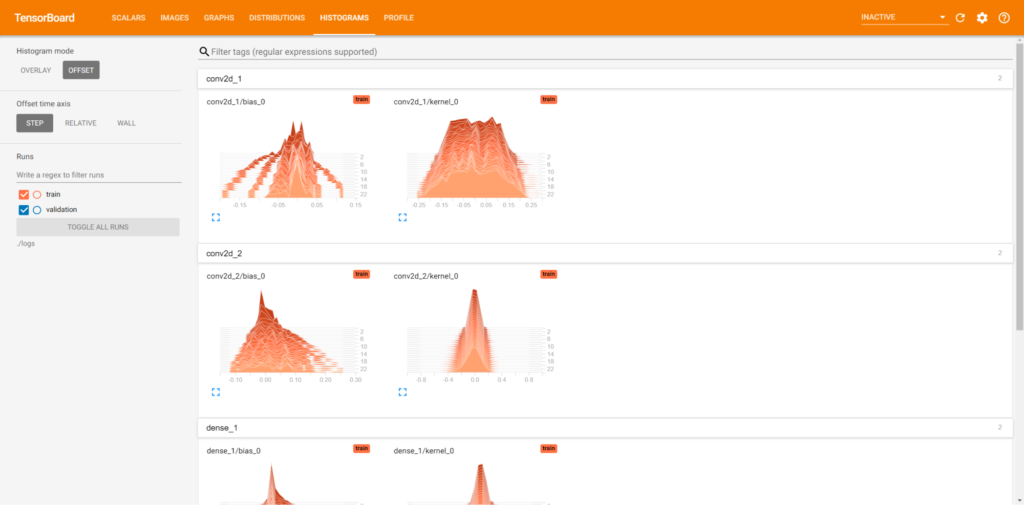 TensorBoard SCALARS IMAGES GRAPHS DISTRIBUTIONS HISTOGRAMS PROFILE INACTIVE
Histogram mode
OVERLAY OFFSET
Offset time axis
STEP RELATIVE WALL
Runs
Write a regex to filter runs
train
validation
TOGGLE ALL RUNS
./logs
Filter tags (regular expressions supported)
conv2d_1 2
conv2d_1/bias_0 train
2
6
10
14
18
22
-0.15 -0.05 0.05 0.15
conv2d_1/kernel_0 train
2
6
10
14
18
22
-0.25 -0.15 -0.05 0.05 0.15 0.25
conv2d_2 2
conv2d_2/bias_0 train
2
6
10
14
18
22
-0.10 0.00 0.10 0.20 0.30
conv2d_2/kernel_0 train
2
6
10
14
18
22
-0.8 -0.4 0.0 0.4 0.8
dense_1 2
dense_1/bias_0 train
dense_1/kernel_0 train